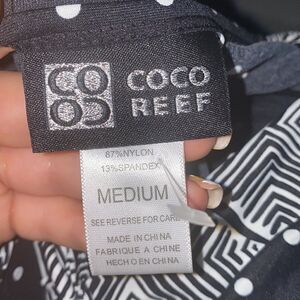 COCO
REEF
87%NYLON
13%SPANDEX
MEDIUM
SEE REVERSE FOR CARE
MADE IN CHINA
FABRIQUE A CHINE
HECHO EN CHINA